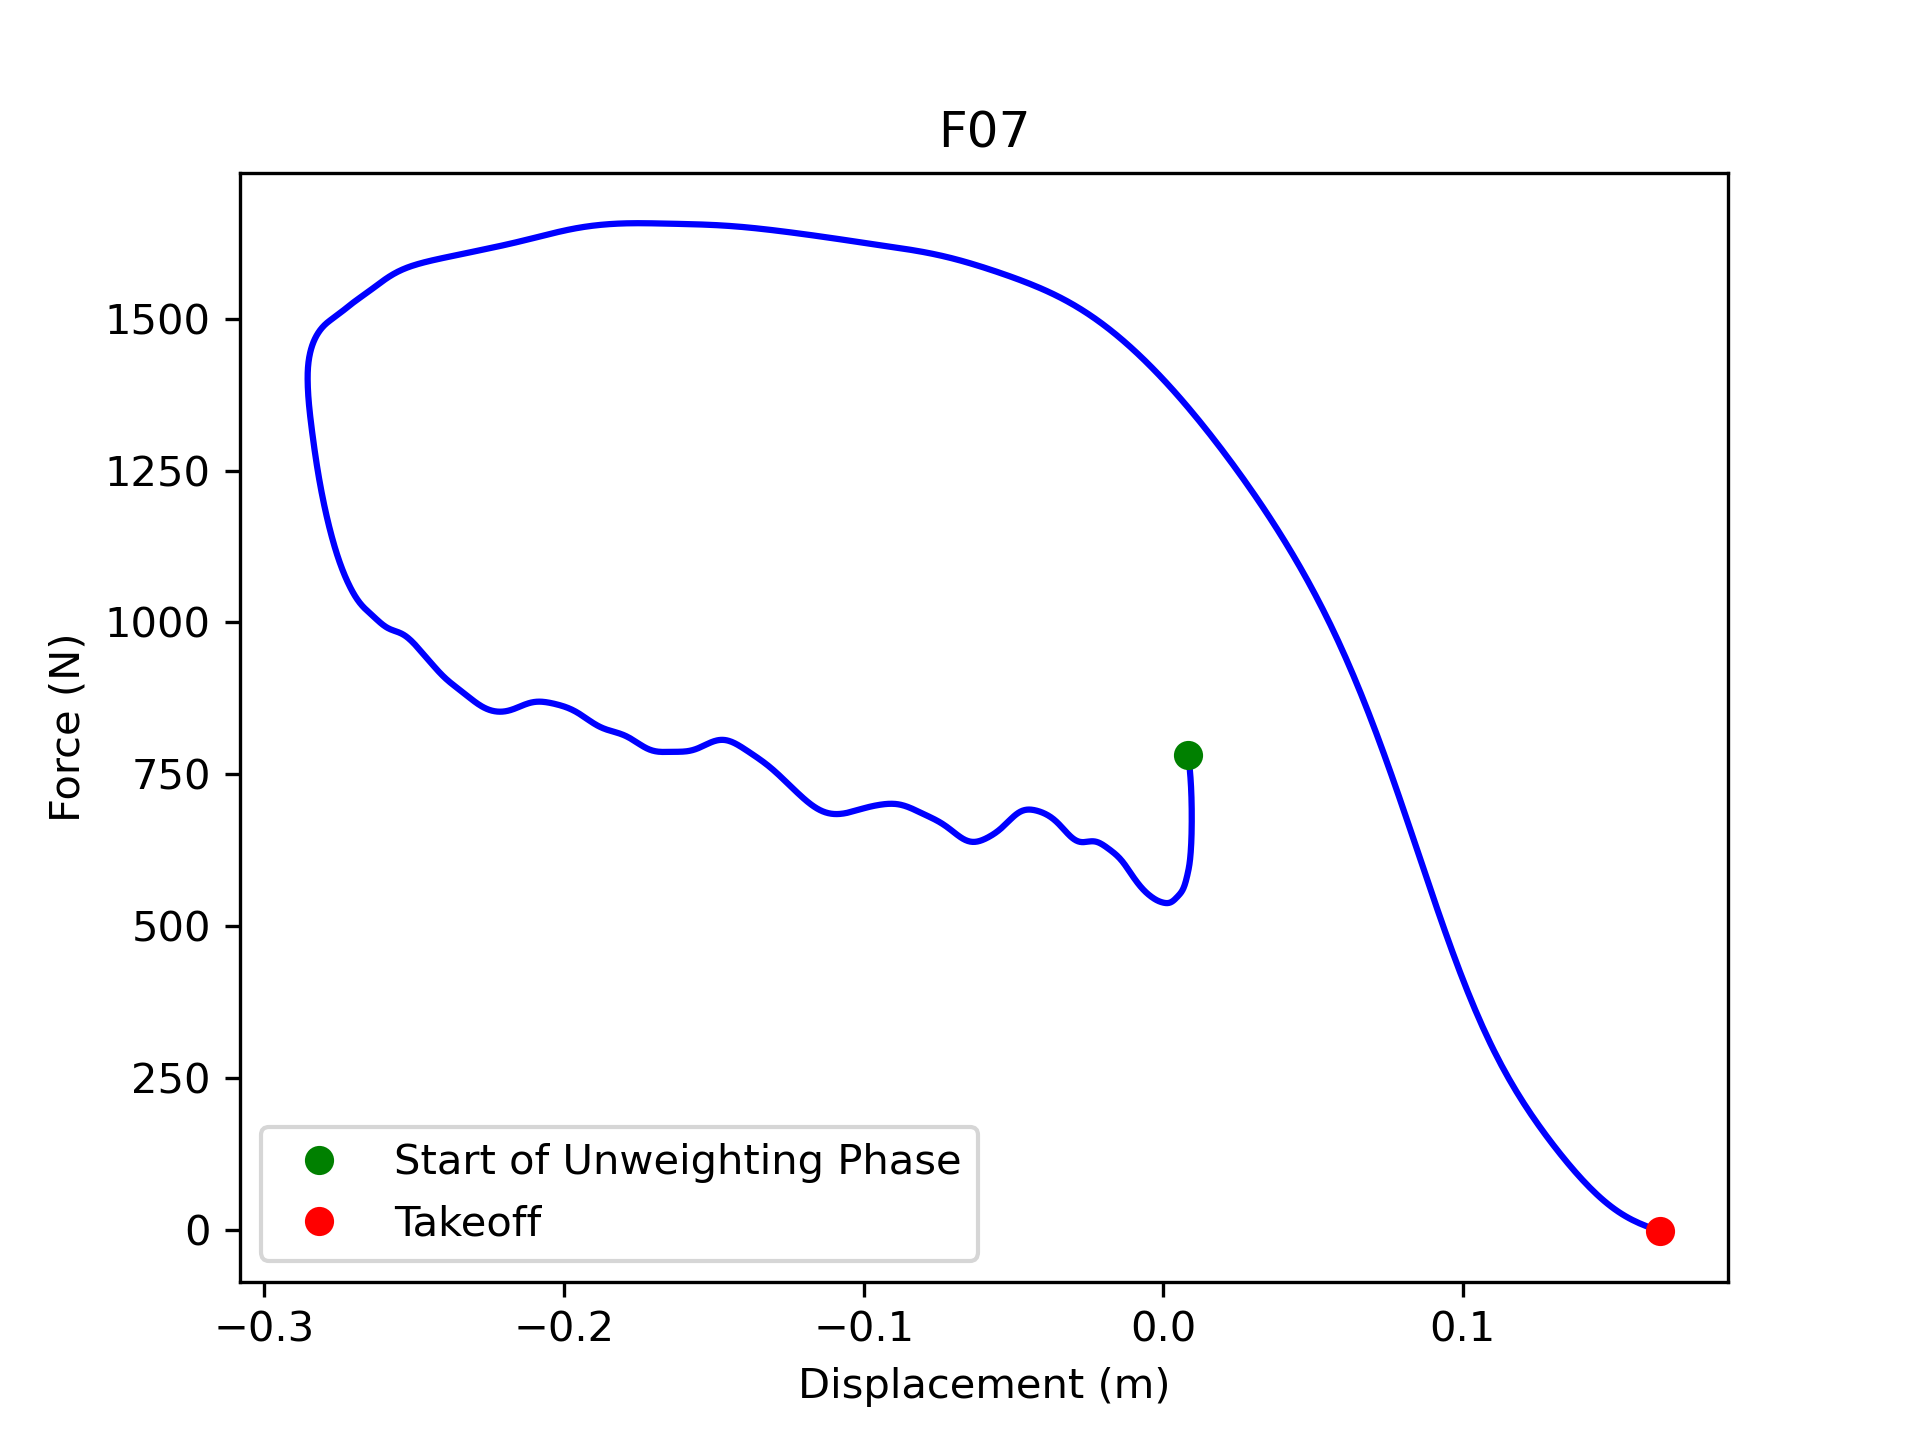 F07
Force (N)
1500
1250
1000
750
500
250
0
Start of Unweighting Phase
Takeoff
−0.3 −0.2 −0.1 0.0 0.1
Displacement (m)